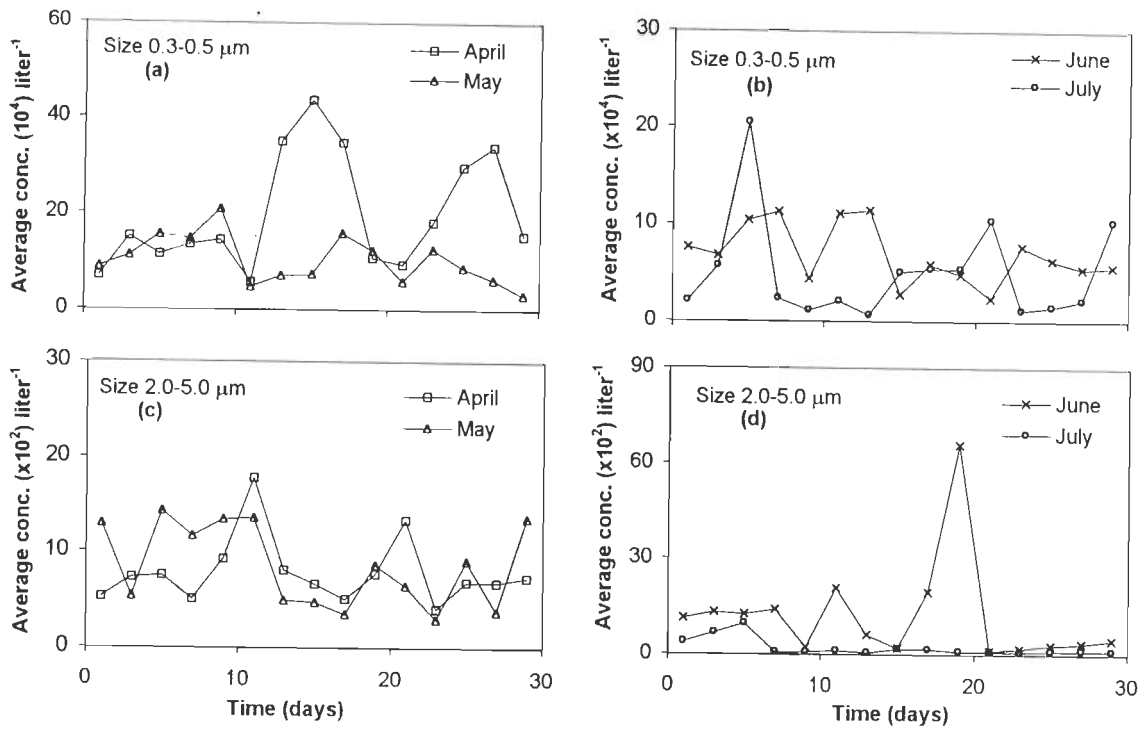 Average conc. (10⁴) liter⁻¹
60
40
20
0
Size 0.3-0.5 μm
(a)
April
May
Average conc. (x10⁴) liter⁻¹
30
20
10
0
Size 0.3-0.5 μm
(b)
June
July
Average conc. (x10²) liter⁻¹
30
20
10
0
Size 2.0-5.0 μm
(c)
April
May
0
10
20
30
Time (days)
Average conc. (x10²) liter⁻¹
90
60
30
0
Size 2.0-5.0 μm
(d)
June
July
0
10
20
30
Time (days)